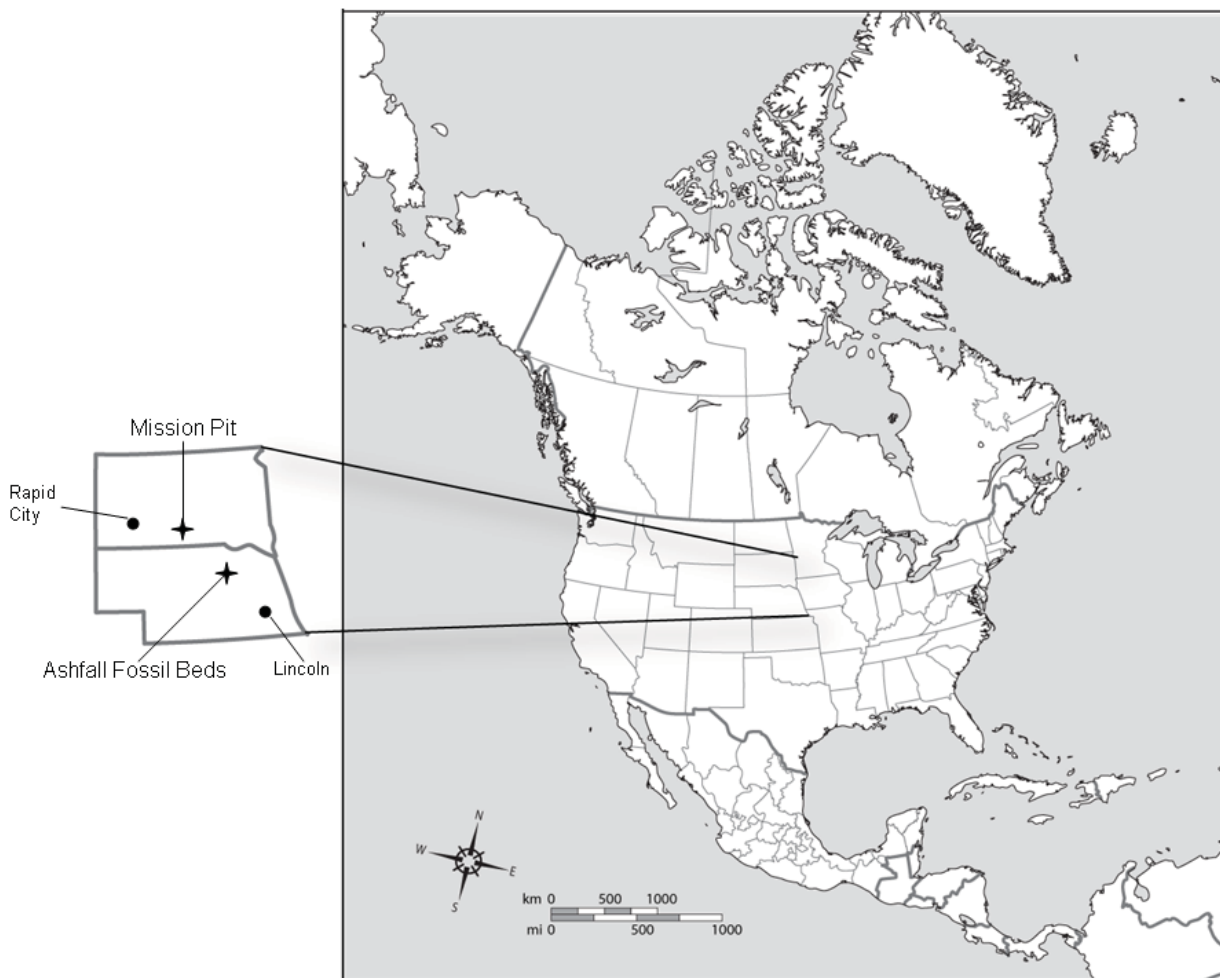 Mission Pit
Rapid
City
Ashfall Fossil Beds
Lincoln
N
W
E
S
km 0 500 1000
mi 0 500 1000